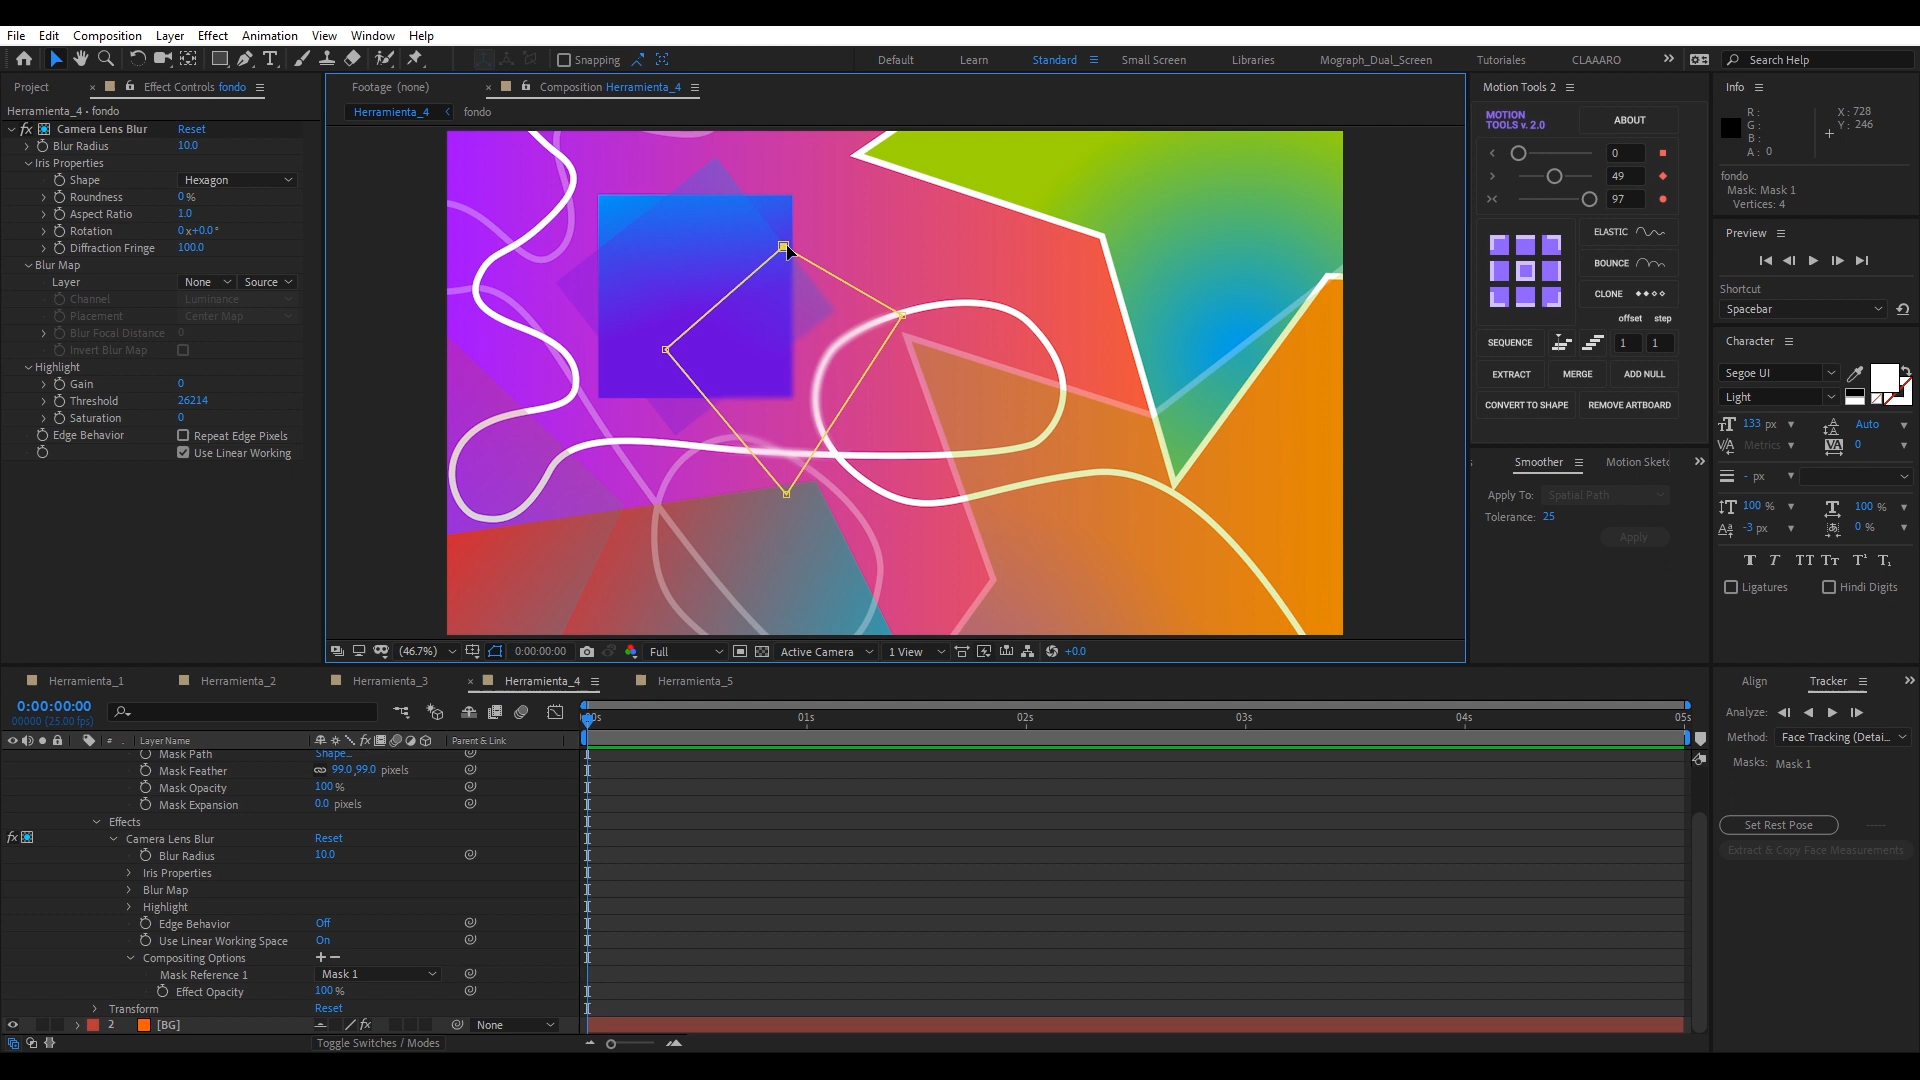 File Edit Composition Layer Effect Animation View Window Help
Snapping Default Learn Standard Small Screen Libraries Mograph_Dual_Screen Tutoriales CLAAARO Search Help
Project Effect Controls fondo
Herramienta_4 • fondo
fx Camera Lens Blur Reset
Blur Radius 10.0
Iris Properties
Shape Hexagon
Roundness 0 %
Aspect Ratio 1.0
Rotation 0x+0.0°
Diffraction Fringe 100.0
Blur Map
Layer None Source
Channel Luminance
Placement Center Map
Blur Focal Distance 0
Invert Blur Map
Highlight
Gain 0
Threshold 26214
Saturation 0
Edge Behavior Repeat Edge Pixels
Use Linear Working
Footage (none) Composition Herramienta_4
Herramienta_4 fondo
(46.7%) 0:00:00:00 Full Active Camera 1 View +0.0
Motion Tools 2
MOTION TOOLS v. 2.0 ABOUT
0
49
97
ELASTIC
BOUNCE
CLONE
offset step
SEQUENCE 1 1
EXTRACT MERGE ADD NULL
CONVERT TO SHAPE REMOVE ARTBOARD
Smoother Motion Sketc
Apply To: Spatial Path
Tolerance: 25
Apply
Info
R: X: 728
G: Y: 246
B:
A: 0
fondo
Mask: Mask 1
Vertices: 4
Preview
Shortcut
Spacebar
Character
Segoe UI
Light
133 px Auto
Metrics 0
- px
100 % 100 %
-3 px 0 %
T T TT Tт T¹ T₁
Ligatures Hindi Digits
Herramienta_1 Herramienta_2 Herramienta_3 Herramienta_4 Herramienta_5
0:00:00:00
00000 (25.00 fps)
00s 01s 02s 03s 04s 05s
# Layer Name Parent & Link
Mask Path Shape...
Mask Feather 99.0,99.0 pixels
Mask Opacity 100 %
Mask Expansion 0.0 pixels
Effects
fx Camera Lens Blur Reset
Blur Radius 10.0
Iris Properties
Blur Map
Highlight
Edge Behavior Off
Use Linear Working Space On
Compositing Options + –
Mask Reference 1 Mask 1
Effect Opacity 100 %
Transform Reset
2 [BG] fx None
Toggle Switches / Modes
Align Tracker
Analyze:
Method: Face Tracking (Detai...
Masks: Mask 1
Set Rest Pose -----
Extract & Copy Face Measurements